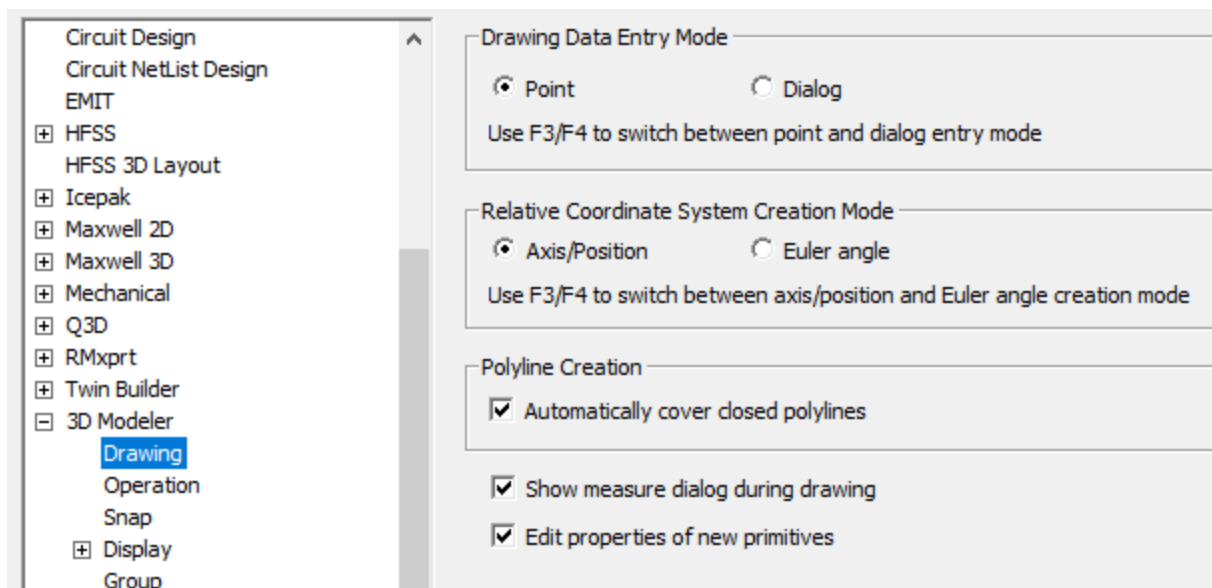 Circuit Design
Circuit NetList Design
EMIT
HFSS
HFSS 3D Layout
Icepak
Maxwell 2D
Maxwell 3D
Mechanical
Q3D
RMxprt
Twin Builder
3D Modeler
Drawing
Operation
Snap
Display
Group
Drawing Data Entry Mode
Point Dialog
Use F3/F4 to switch between point and dialog entry mode
Relative Coordinate System Creation Mode
Axis/Position Euler angle
Use F3/F4 to switch between axis/position and Euler angle creation mode
Polyline Creation
Automatically cover closed polylines
Show measure dialog during drawing
Edit properties of new primitives